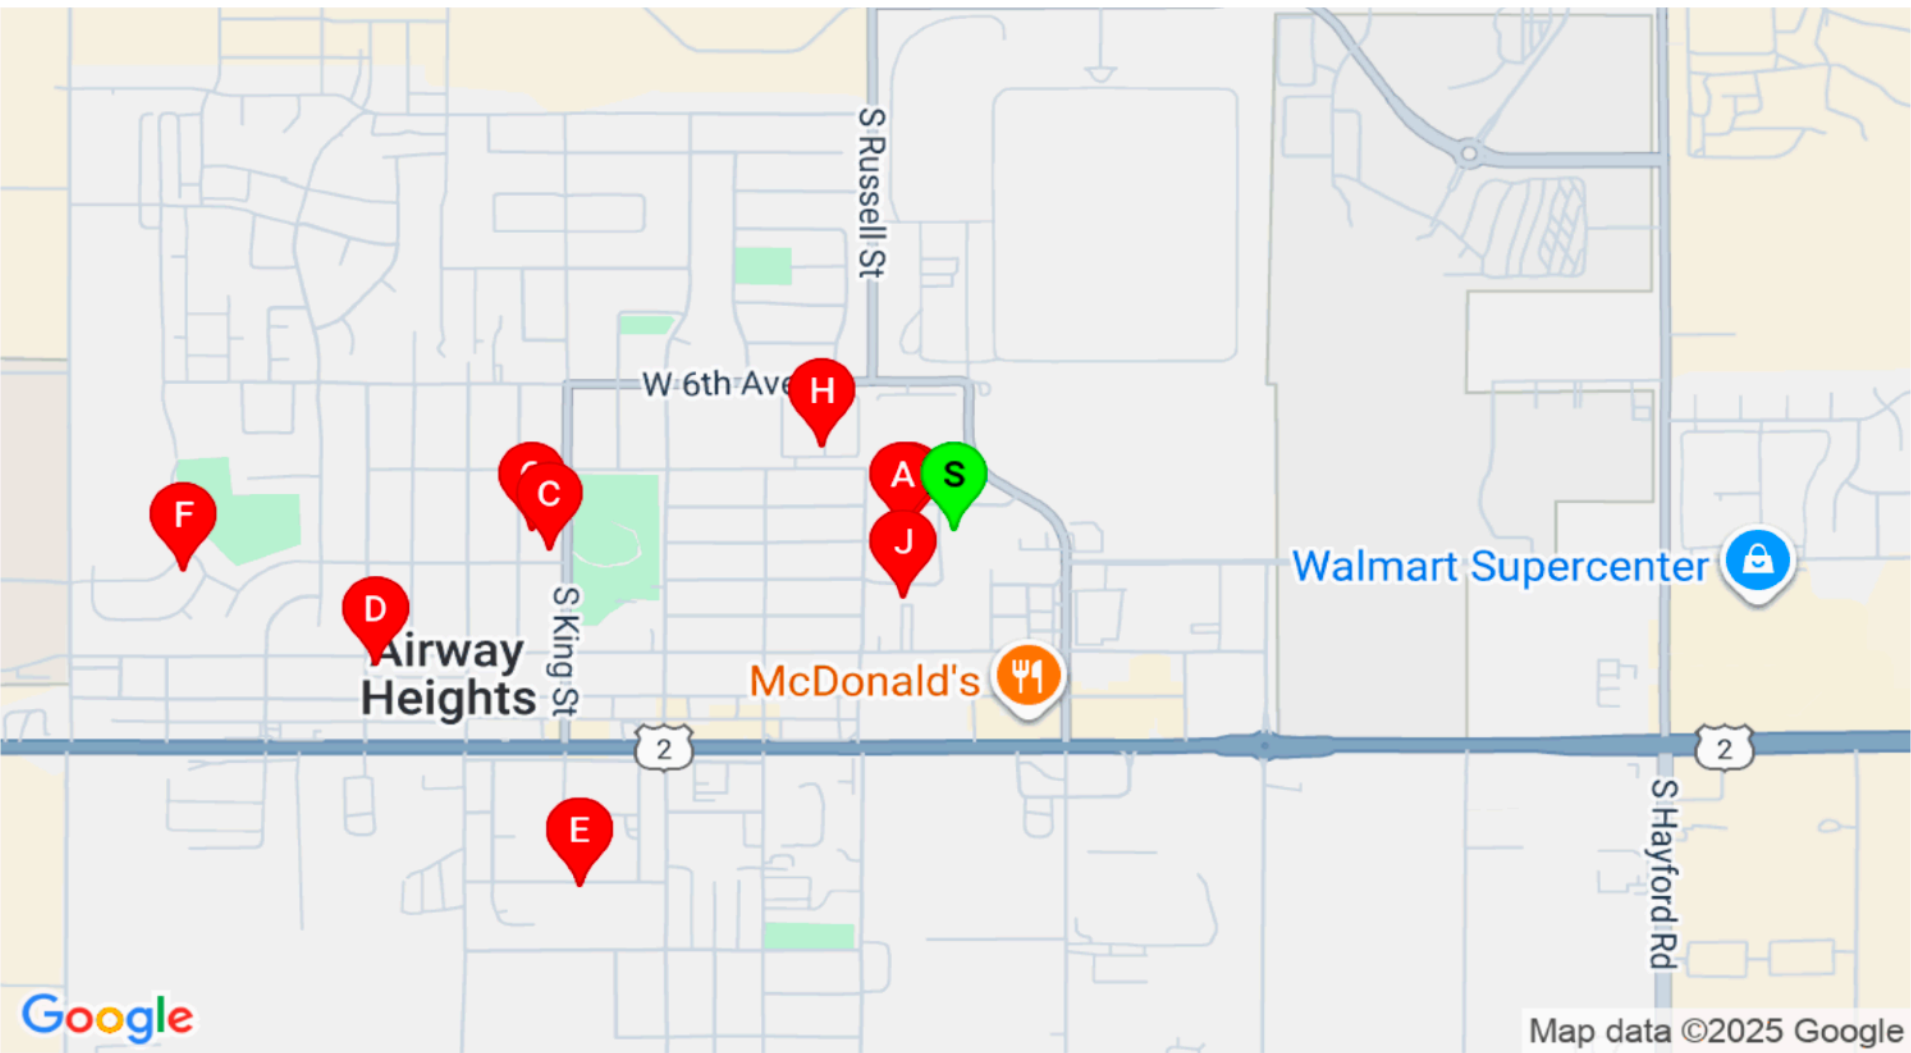 S Russell St
W 6th Ave
H
A
S
C
F
J
Walmart Supercenter
D
S King St
Airway
Heights
McDonald's
2
2
E
S Hayford Rd
Google
Map data ©2025 Google